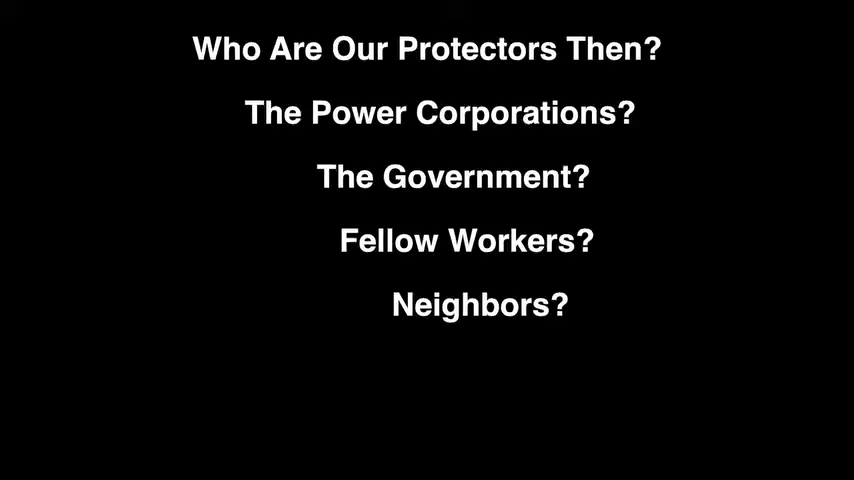 Who Are Our Protectors Then?
The Power Corporations?
The Government?
Fellow Workers?
Neighbors?